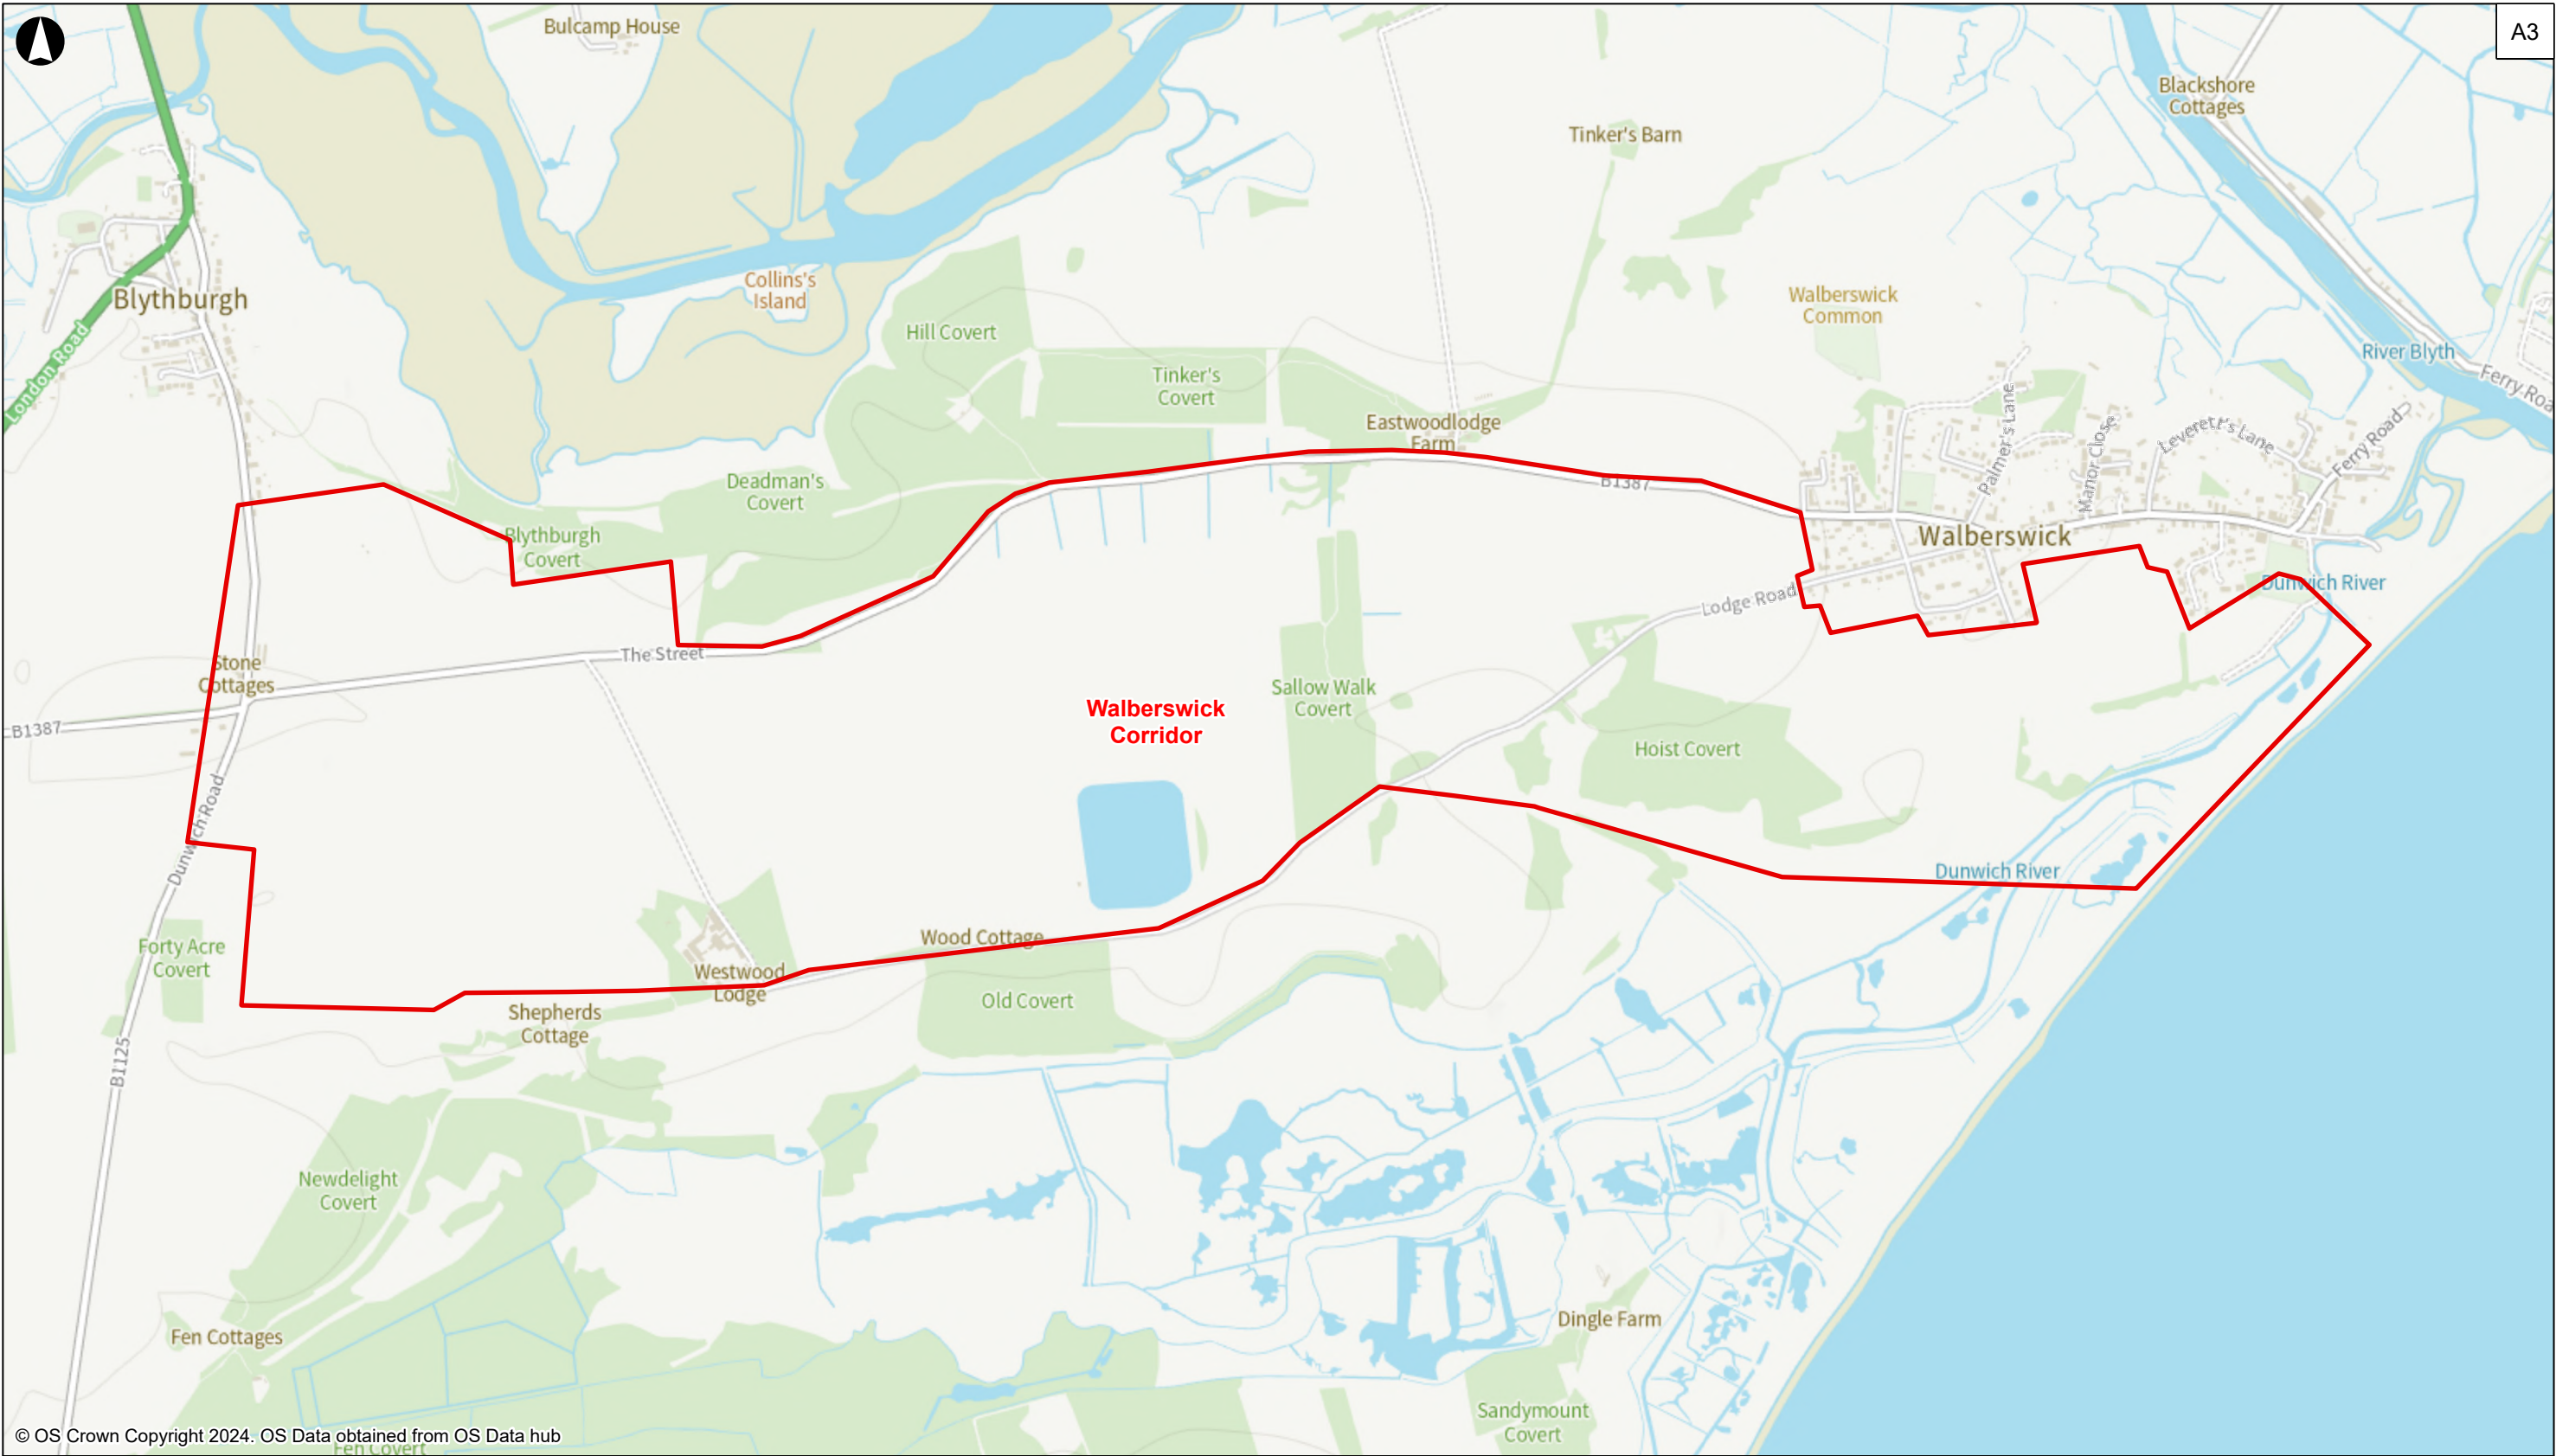 Bulcamp House
A3
Blackshore
Cottages
Tinker's Barn
Collins's
Island
Blythburgh
Walberswick
Common
Hill Covert
London Road
River Blyth
Ferry Roa
Tinker's
Covert
Eastwoodlodge
Farm
Palmer's Lane
Manor Close
Leverett's Lane
Ferry Road
Deadman's
Covert
B1387
Blythburgh
Covert
Walberswick
Dunwich River
Lodge Road
The Street
Stone
Cottages
Sallow Walk
Covert
Walberswick
Corridor
B1387
Hoist Covert
Dunwich Road
Dunwich River
Forty Acre
Covert
Wood Cottage
Westwood
Lodge
Old Covert
Shepherds
Cottage
B1125
Newdelight
Covert
Dingle Farm
Fen Cottages
Sandymount
Covert
© OS Crown Copyright 2024. OS Data obtained from OS Data hub
Fen Covert